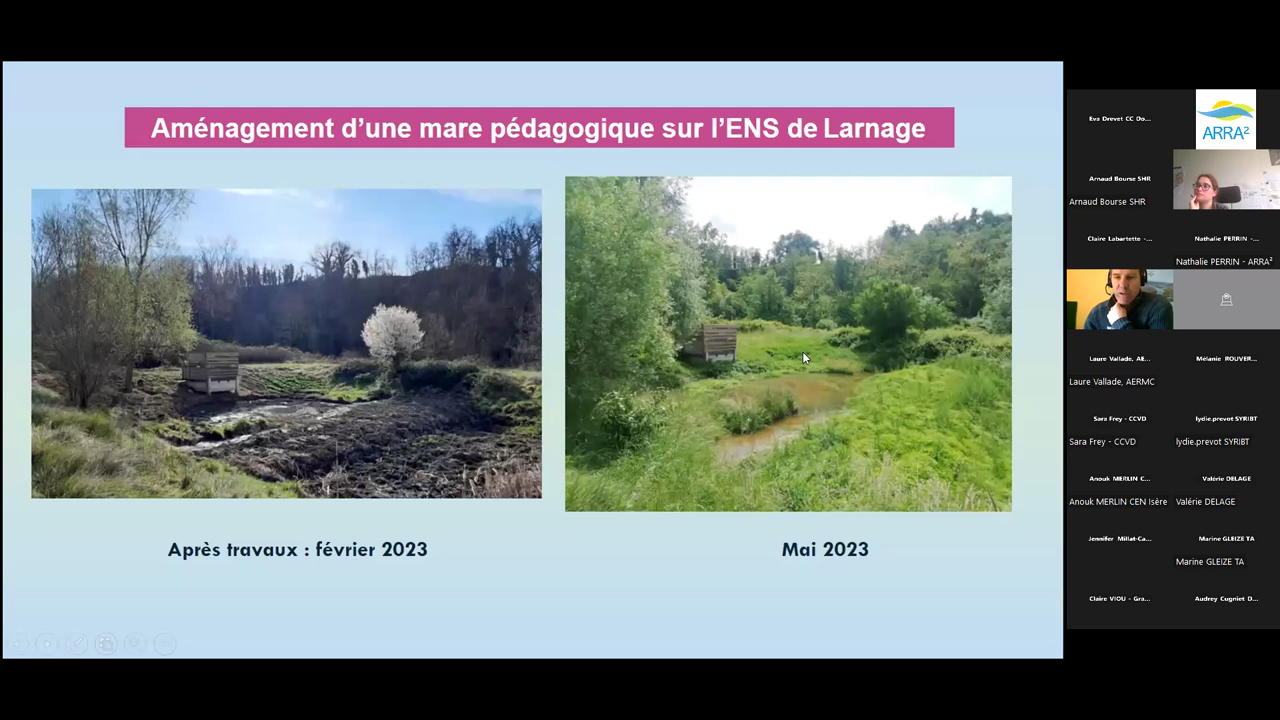 Aménagement d’une mare pédagogique sur l’ENS de Larnage
Après travaux : février 2023
Mai 2023
Eva Drevet CC Do...
ARRA²
Arnaud Bourse SHR
Arnaud Bourse SHR
Claire Labartette -...
Nathalie PERRIN -...
Nathalie PERRIN - ARRA²
Laure Vallade, AE...
Mélanie ROUVER...
Laure Vallade, AERMC
Sara Frey - CCVD
lydie.prevot SYRIBT
Sara Frey - CCVD
lydie.prevot SYRIBT
Anouk MERLIN C...
Valérie DELAGE
Anouk MERLIN CEN Isère
Valérie DELAGE
Jennifer Millat-Ca...
Marine GLEIZE TA
Marine GLEIZE TA
Claire VIOU - Gra...
Audrey Cugniet D...